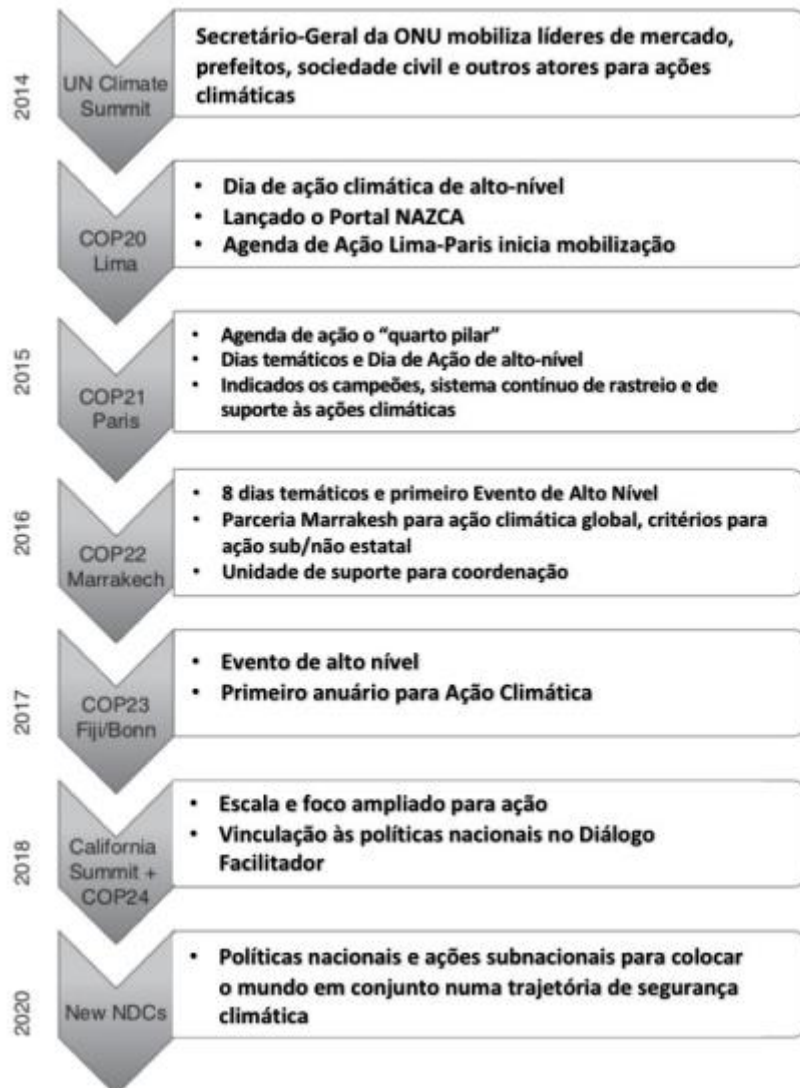 2014
UN Climate
Summit
Secretário-Geral da ONU mobiliza líderes de mercado,
prefeitos, sociedade civil e outros atores para ações
climáticas
COP20
Lima
• Dia de ação climática de alto-nível
• Lançado o Portal NAZCA
• Agenda de Ação Lima-Paris inicia mobilização
2015
COP21
Paris
• Agenda de ação o “quarto pilar”
• Dias temáticos e Dia de Ação de alto-nível
• Indicados os campeões, sistema contínuo de rastreio e de
suporte às ações climáticas
2016
COP22
Marrakech
• 8 dias temáticos e primeiro Evento de Alto Nível
• Parceria Marrakesh para ação climática global, critérios para
ação sub/não estatal
• Unidade de suporte para coordenação
2017
COP23
Fiji/Bonn
• Evento de alto nível
• Primeiro anuário para Ação Climática
2018
California
Summit +
COP24
• Escala e foco ampliado para ação
• Vinculação às políticas nacionais no Diálogo
Facilitador
2020
New NDCs
• Políticas nacionais e ações subnacionais para colocar
o mundo em conjunto numa trajetória de segurança
climática